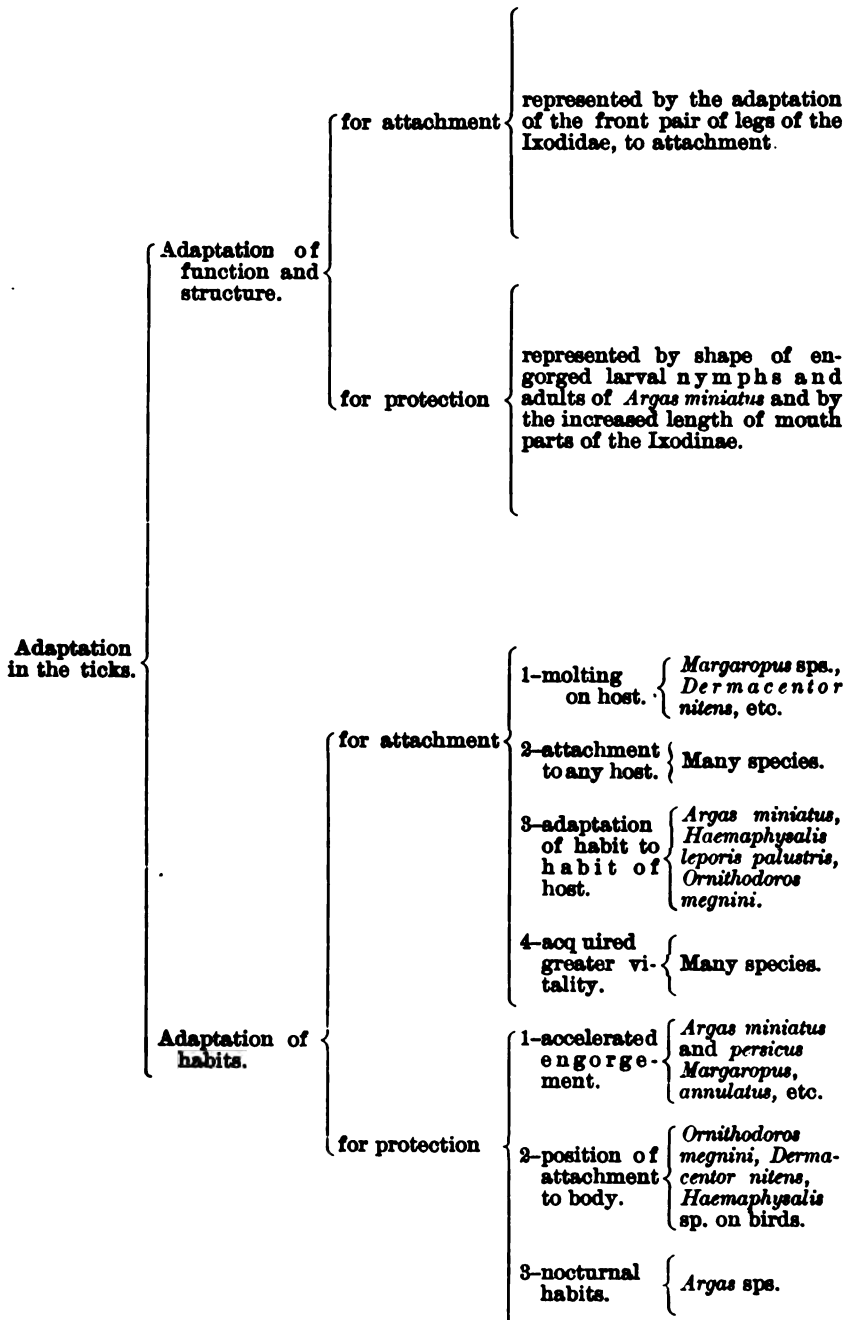 represented by the adaptation
of the front pair of legs of the
Ixodidae, to attachment.
for attachment
Adaptation of
function and
structure.
for protection
represented by shape of en-
gorged larval nymphs and
adults of Argas miniatus and by
the increased length of mouth
parts of the Ixodinae.
Adaptation
in the ticks.
for attachment
1-molting
on host.
Margaropus sps.,
Dermacentor
nitens, etc.
2-attachment
to any host.
Many species.
3-adaptation
of habit to
habit of
host.
Argas miniatus,
Haemaphysalis
leporis palustris,
Ornithodoros
megnini.
4-acq uired
greater vi-
tality.
Many species.
Adaptation of
habits.
for protection
1-accelerated
engorge-
ment.
Argas miniatus
and persicus
Margaropus,
annulatus, etc.
2-position of
attachment
to body.
Ornithodoros
megnini, Derma-
centor nitens,
Haemaphysalis
sp. on birds.
3-nocturnal
habits.
Argas sps.